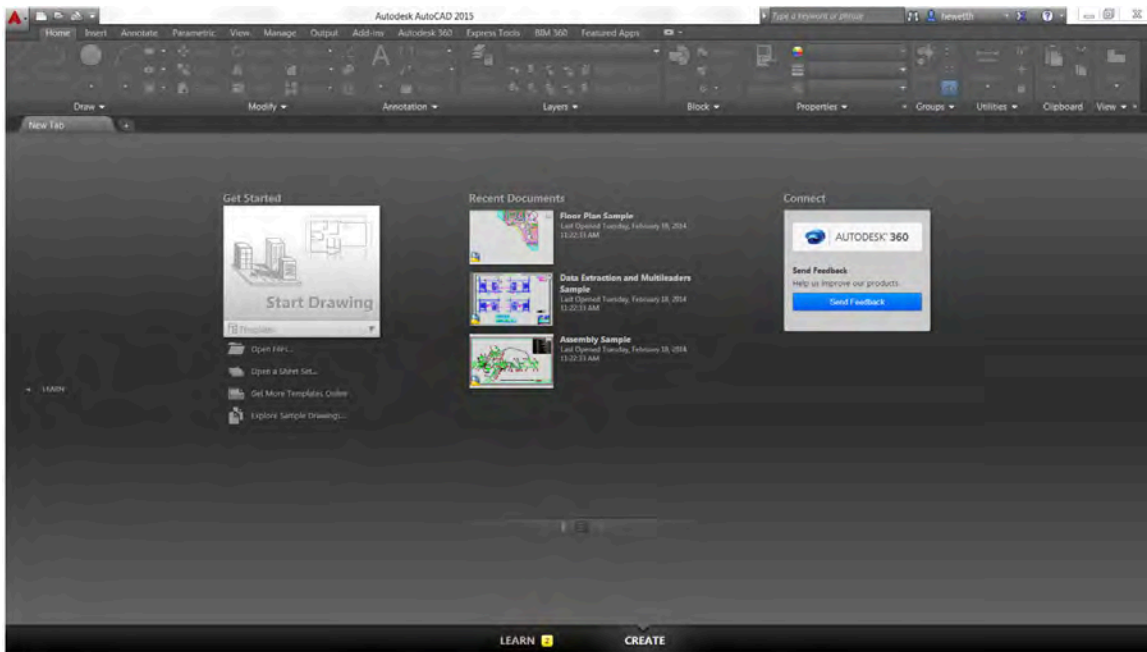 Autodesk AutoCAD 2015
Type a keyword or phrase
hewetth
Home Insert Annotate Parametric View Manage Output Add-ins Autodesk 360 Express Tools BIM 360 Featured Apps
Draw Modify Annotation Layers Block Properties Groups Utilities Clipboard View
New Tab
Get Started
Start Drawing
Templates
Open Files...
Open a Sheet Set...
Get More Templates Online
Explore Sample Drawings...
Recent Documents
Floor Plan Sample
Last Opened Tuesday, February 18, 2014
11:22:33 AM
Data Extraction and Multileaders
Sample
Last Opened Tuesday, February 18, 2014
11:22:33 AM
Assembly Sample
Last Opened Tuesday, February 18, 2014
11:22:33 AM
Connect
AUTODESK® 360
Send Feedback
Help us improve our products
Send Feedback
LEARN
LEARN 2 CREATE